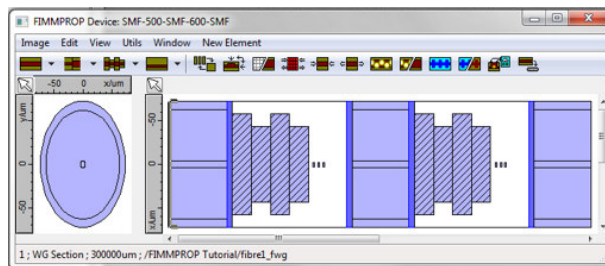 FIMMPROP Device: SMF-500-SMF-600-SMF
Image Edit View Utils Window New Element
-50 0 x/um
-50 0 50
y/um 0 -50
-50 0 x/um
1 ; WG Section ; 300000um ; /FIMMPROP Tutorial/fibre1_fwg